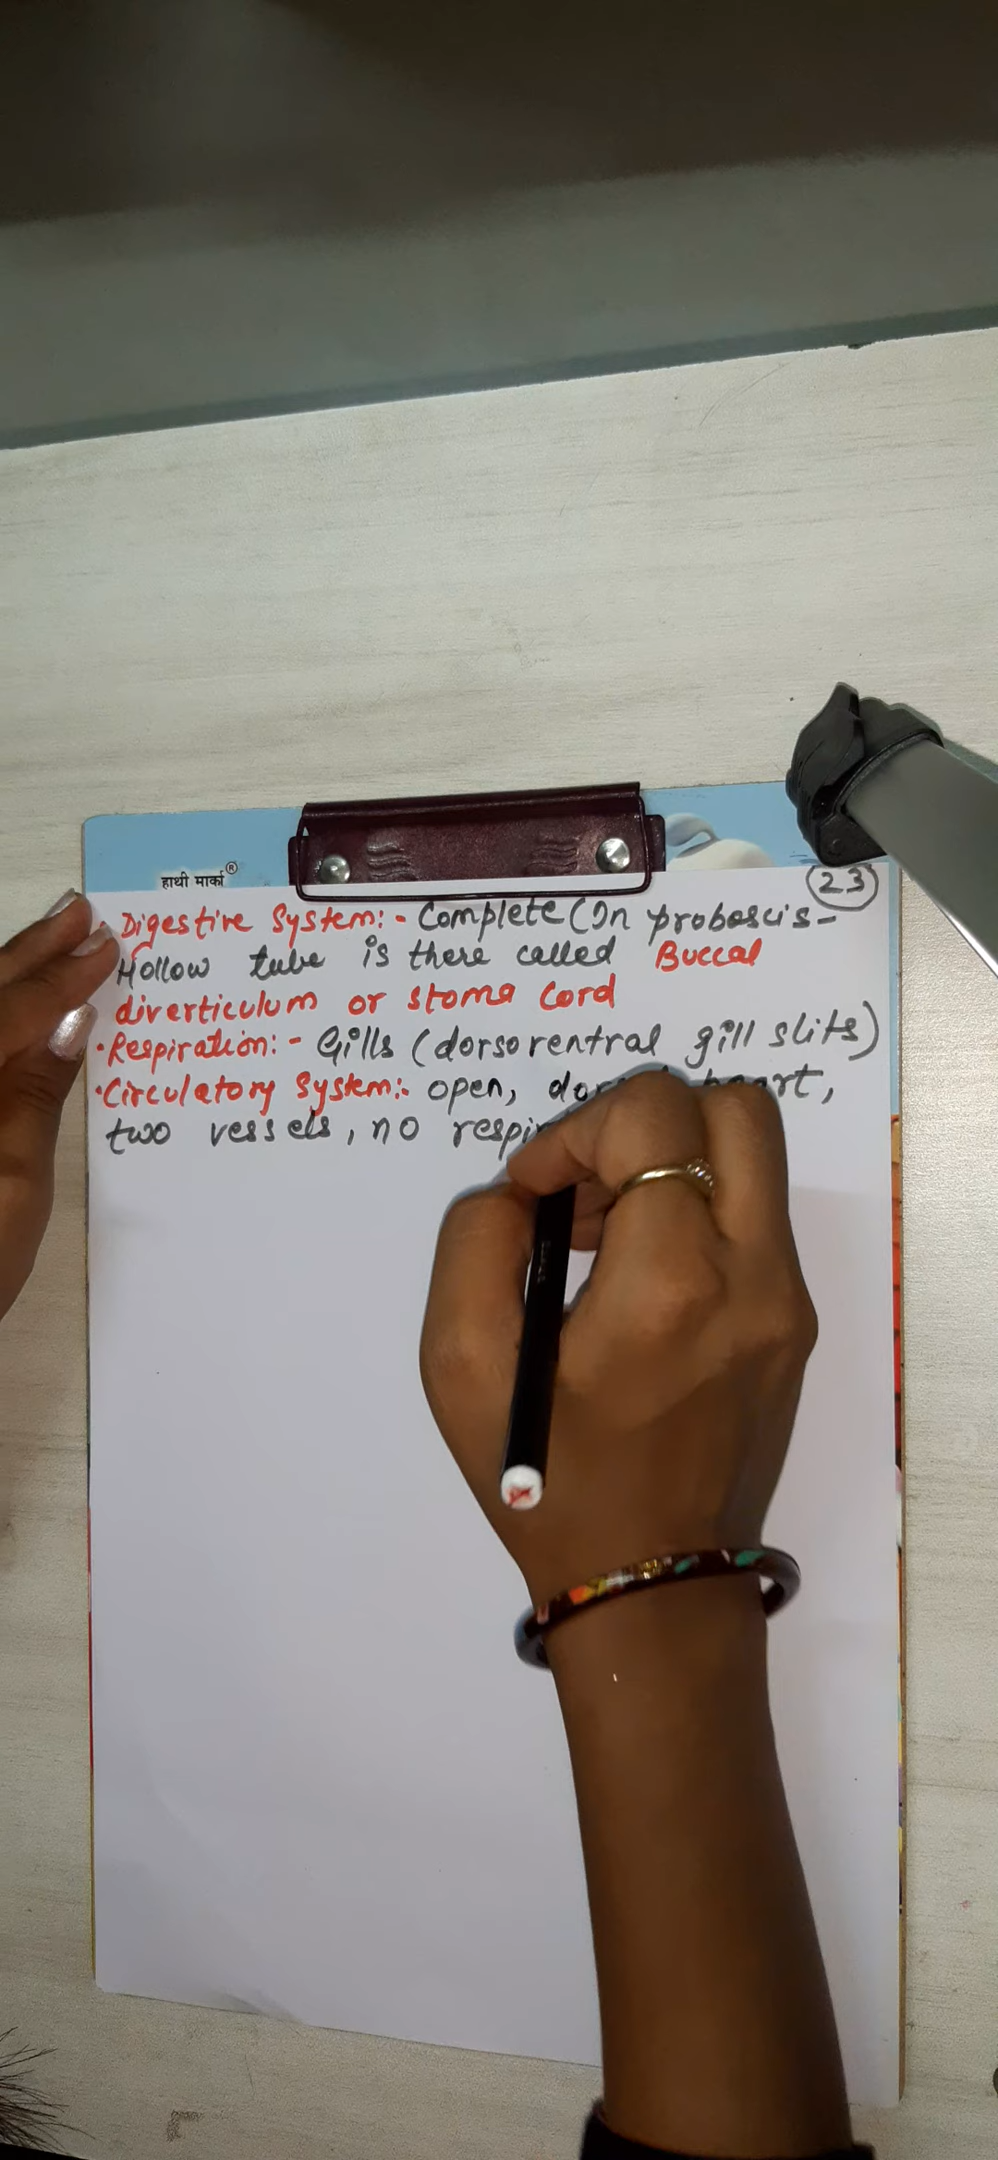 हाथी मार्का ®
23
• Digestive System:- Complete (In proboscis-
Hollow tube is there called Buccal
diverticulum or stoma Cord
• Respiration:- Gills (dorsoventral gill slits)
• Circulatory System:- open, heart,
two vessels, no